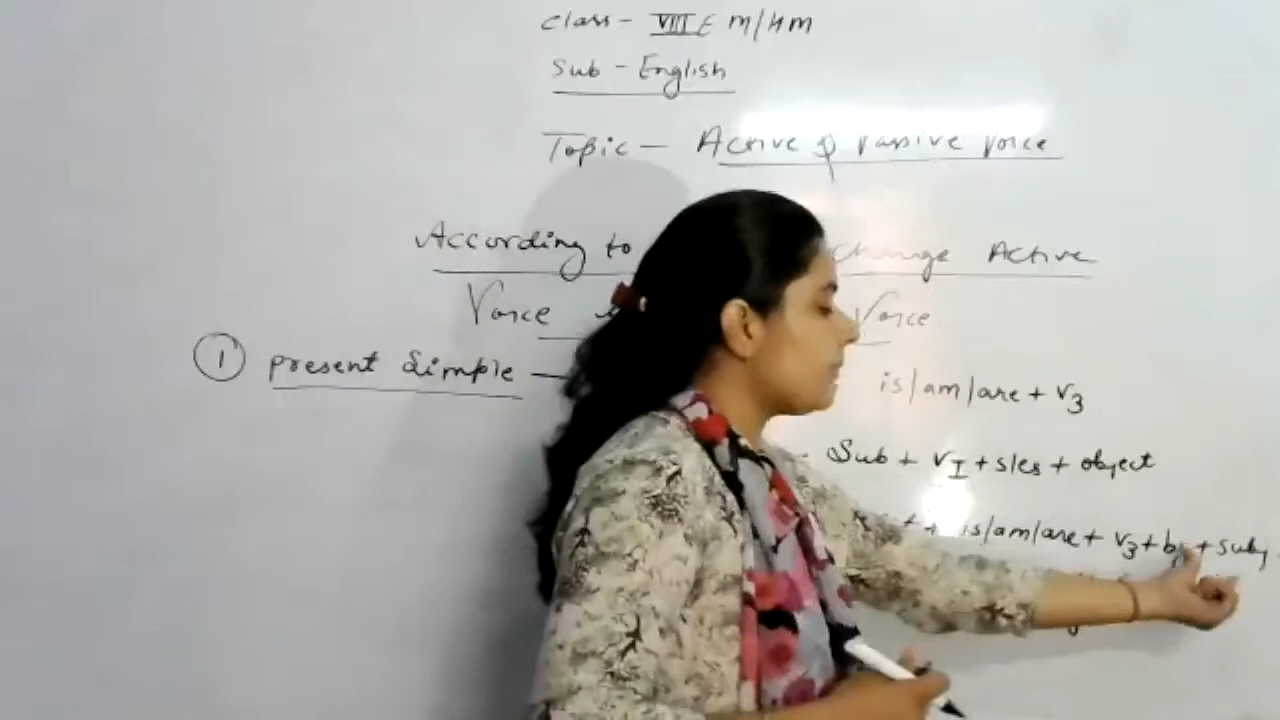 Class - VIII E M/HM
Sub - English
Topic - Active & Passive Voice
According to change Active
Voice Voice
① Present Simple — is/am/are + V3
Sub + V I + s/es + object
+ is/am/are + V3 + by + subj